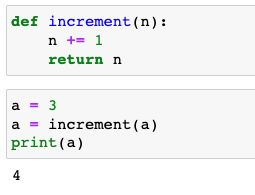 def increment(n):
    n += 1
    return n
a = 3
a = increment(a)
print(a)
4